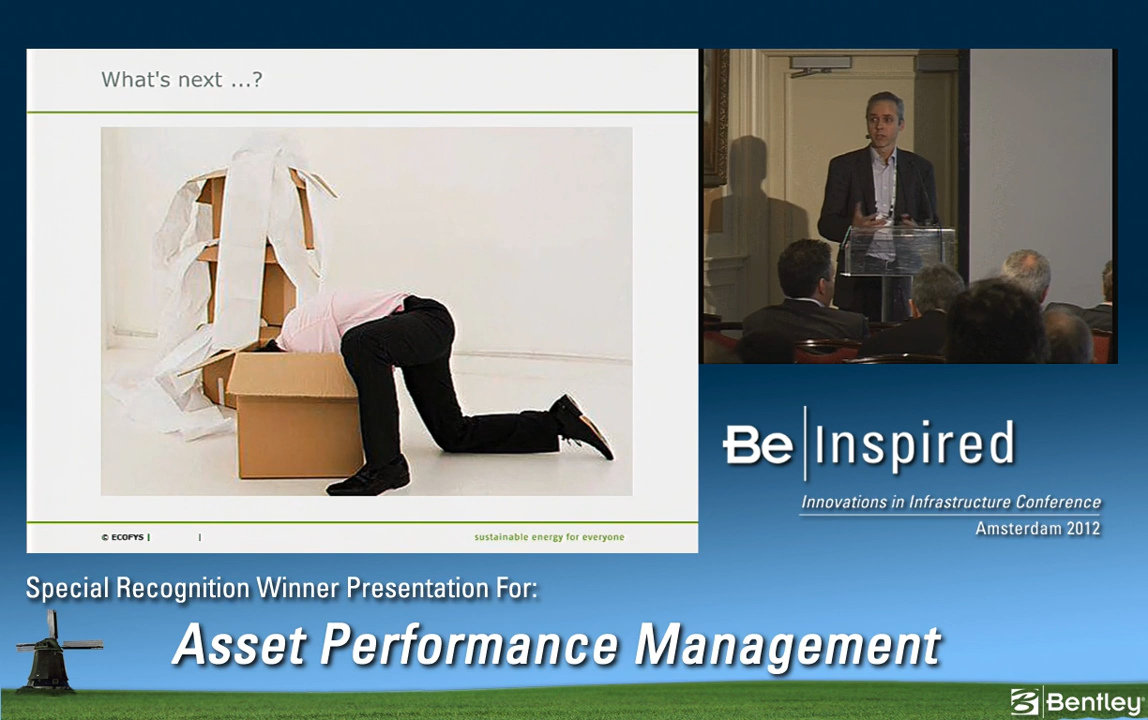 What's next ...?
© ECOFYS | |
sustainable energy for everyone
Be Inspired
Innovations in Infrastructure Conference
Amsterdam 2012
Special Recognition Winner Presentation For:
Asset Performance Management
Bentley